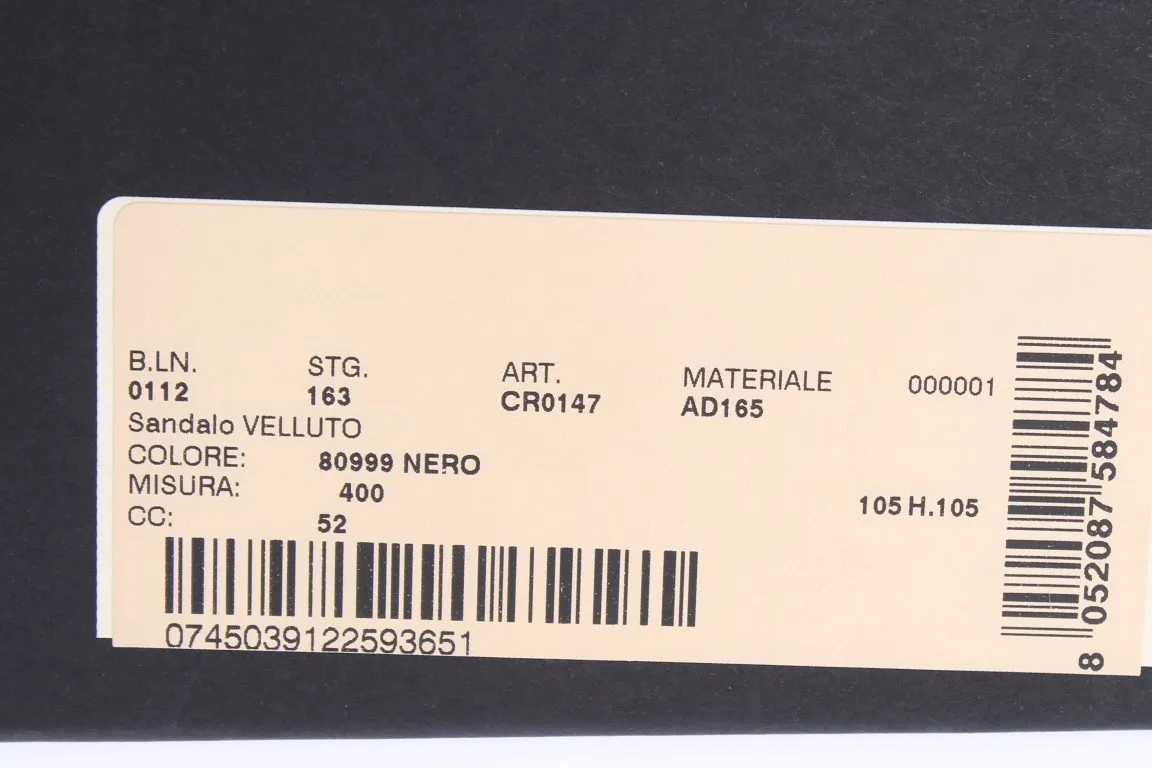 B.LN. STG. ART. MATERIALE 000001
0112 163 CR0147 AD165
Sandalo VELLUTO
COLORE: 80999 NERO
MISURA: 400
105 H.105
CC: 52
0745039122593651
8 052087 584784